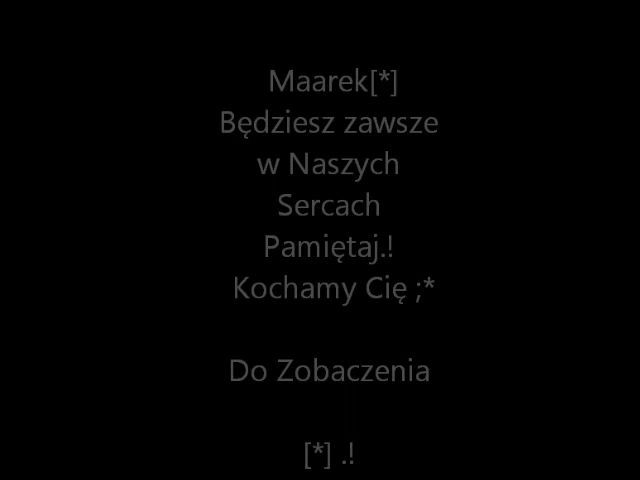 Maarek[*]
Będziesz zawsze
w Naszych
Sercach
Pamiętaj.!
Kochamy Cię ;*
Do Zobaczenia
[*] .!